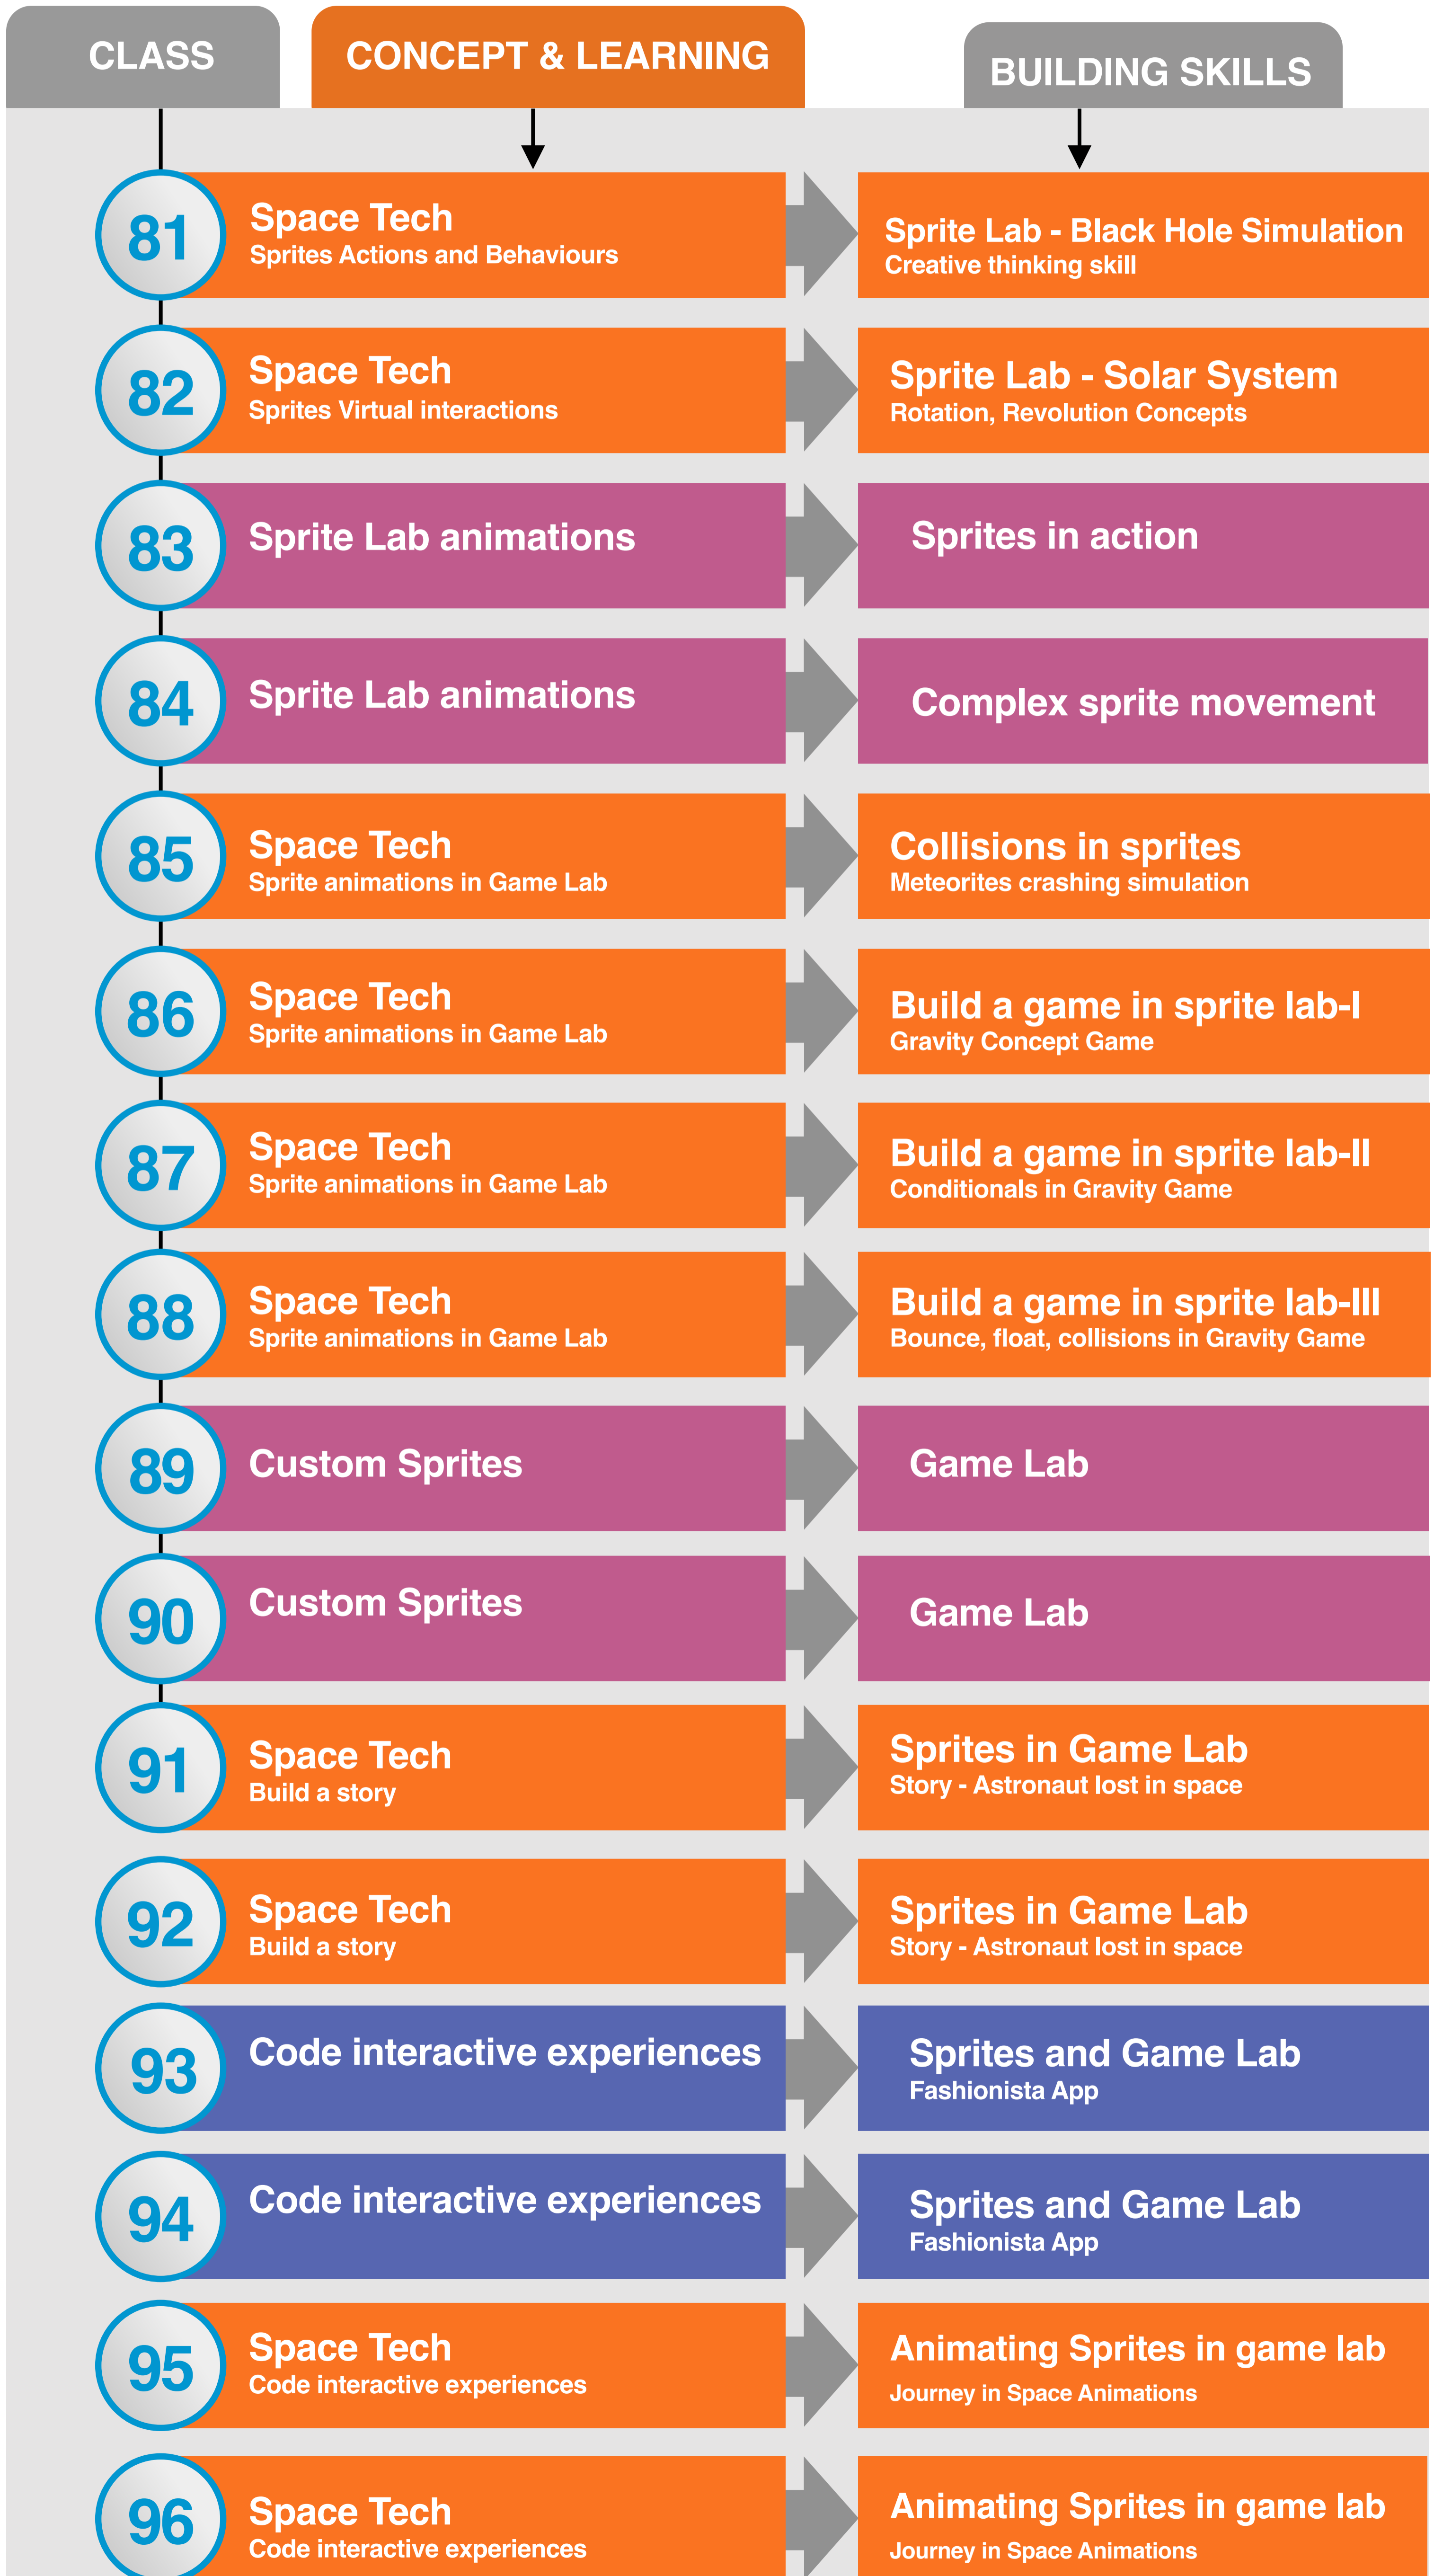 CLASS
CONCEPT & LEARNING
BUILDING SKILLS
81
Space Tech
Sprites Actions and Behaviours
Sprite Lab - Black Hole Simulation
Creative thinking skill
82
Space Tech
Sprites Virtual interactions
Sprite Lab - Solar System
Rotation, Revolution Concepts
83
Sprite Lab animations
Sprites in action
84
Sprite Lab animations
Complex sprite movement
85
Space Tech
Sprite animations in Game Lab
Collisions in sprites
Meteorites crashing simulation
86
Space Tech
Sprite animations in Game Lab
Build a game in sprite lab-I
Gravity Concept Game
87
Space Tech
Sprite animations in Game Lab
Build a game in sprite lab-II
Conditionals in Gravity Game
88
Space Tech
Sprite animations in Game Lab
Build a game in sprite lab-III
Bounce, float, collisions in Gravity Game
89
Custom Sprites
Game Lab
90
Custom Sprites
Game Lab
91
Space Tech
Build a story
Sprites in Game Lab
Story - Astronaut lost in space
92
Space Tech
Build a story
Sprites in Game Lab
Story - Astronaut lost in space
93
Code interactive experiences
Sprites and Game Lab
Fashionista App
94
Code interactive experiences
Sprites and Game Lab
Fashionista App
95
Space Tech
Code interactive experiences
Animating Sprites in game lab
Journey in Space Animations
96
Space Tech
Code interactive experiences
Animating Sprites in game lab
Journey in Space Animations